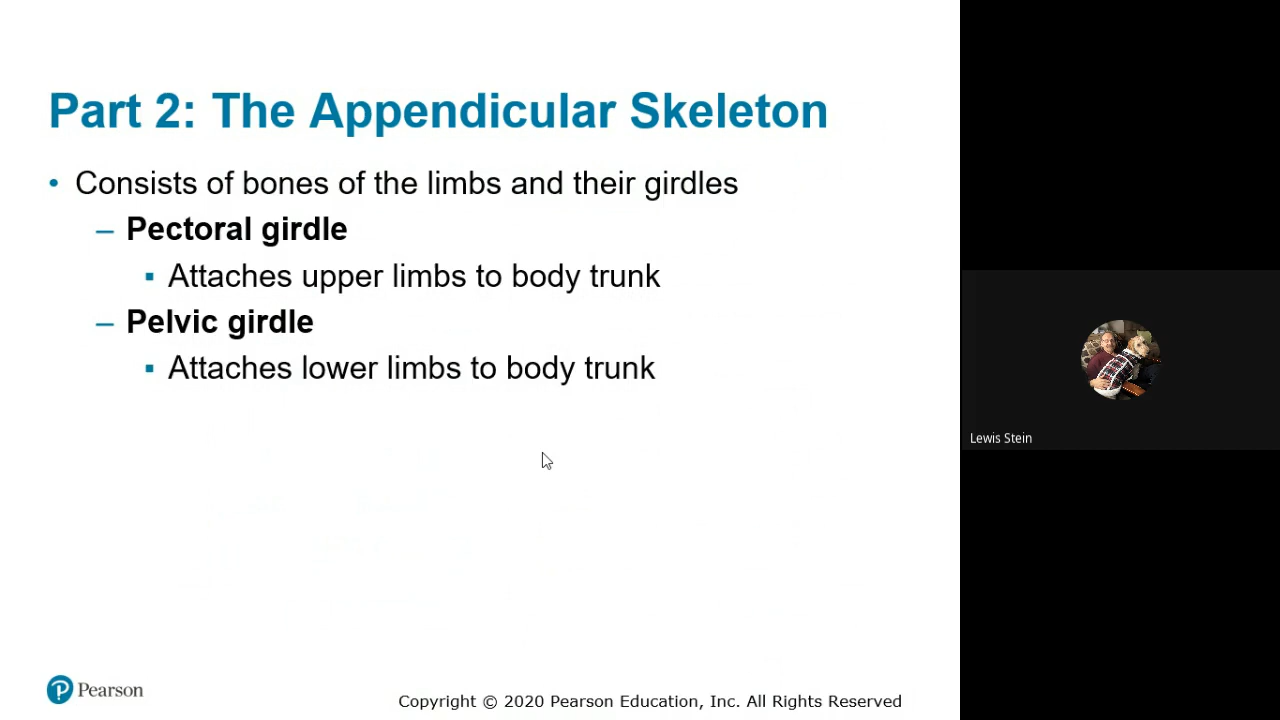 Part 2: The Appendicular Skeleton
• Consists of bones of the limbs and their girdles
– Pectoral girdle
▪ Attaches upper limbs to body trunk
– Pelvic girdle
▪ Attaches lower limbs to body trunk
Lewis Stein
Pearson
Copyright © 2020 Pearson Education, Inc. All Rights Reserved